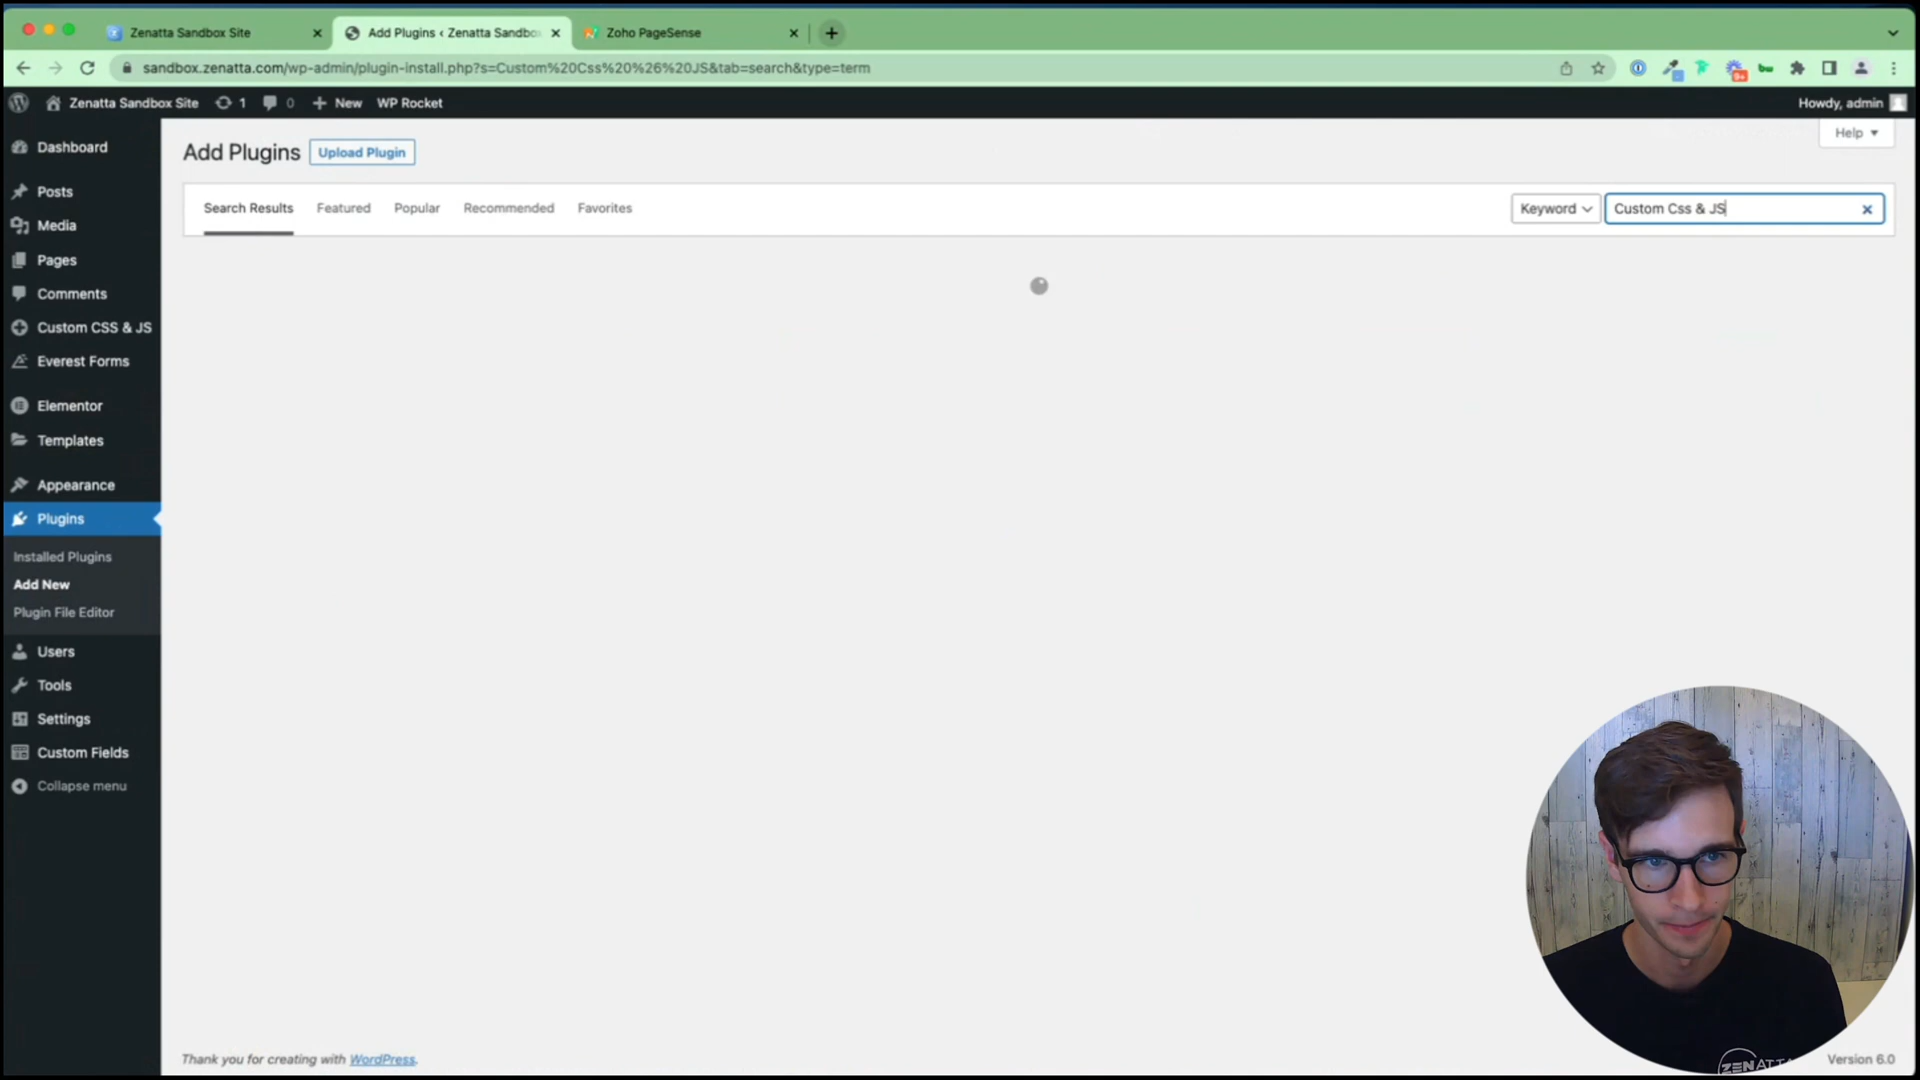 Zenatta Sandbox Site
Add Plugins ‹ Zenatta Sandbo
Zoho PageSense
sandbox.zenatta.com/wp-admin/plugin-install.php?s=Custom%20Css%20%26%20JS&tab=search&type=term
9+
Zenatta Sandbox Site 1 0 New WP Rocket
Howdy, admin
Help
Dashboard
Posts
Media
Pages
Comments
Custom CSS & JS
Everest Forms
Elementor
Templates
Appearance
Plugins
Installed Plugins
Add New
Plugin File Editor
Users
Tools
Settings
Custom Fields
Collapse menu
Add Plugins Upload Plugin
Search Results Featured Popular Recommended Favorites
Keyword Custom Css & JS
Thank you for creating with WordPress.
Version 6.0
ZENATTA